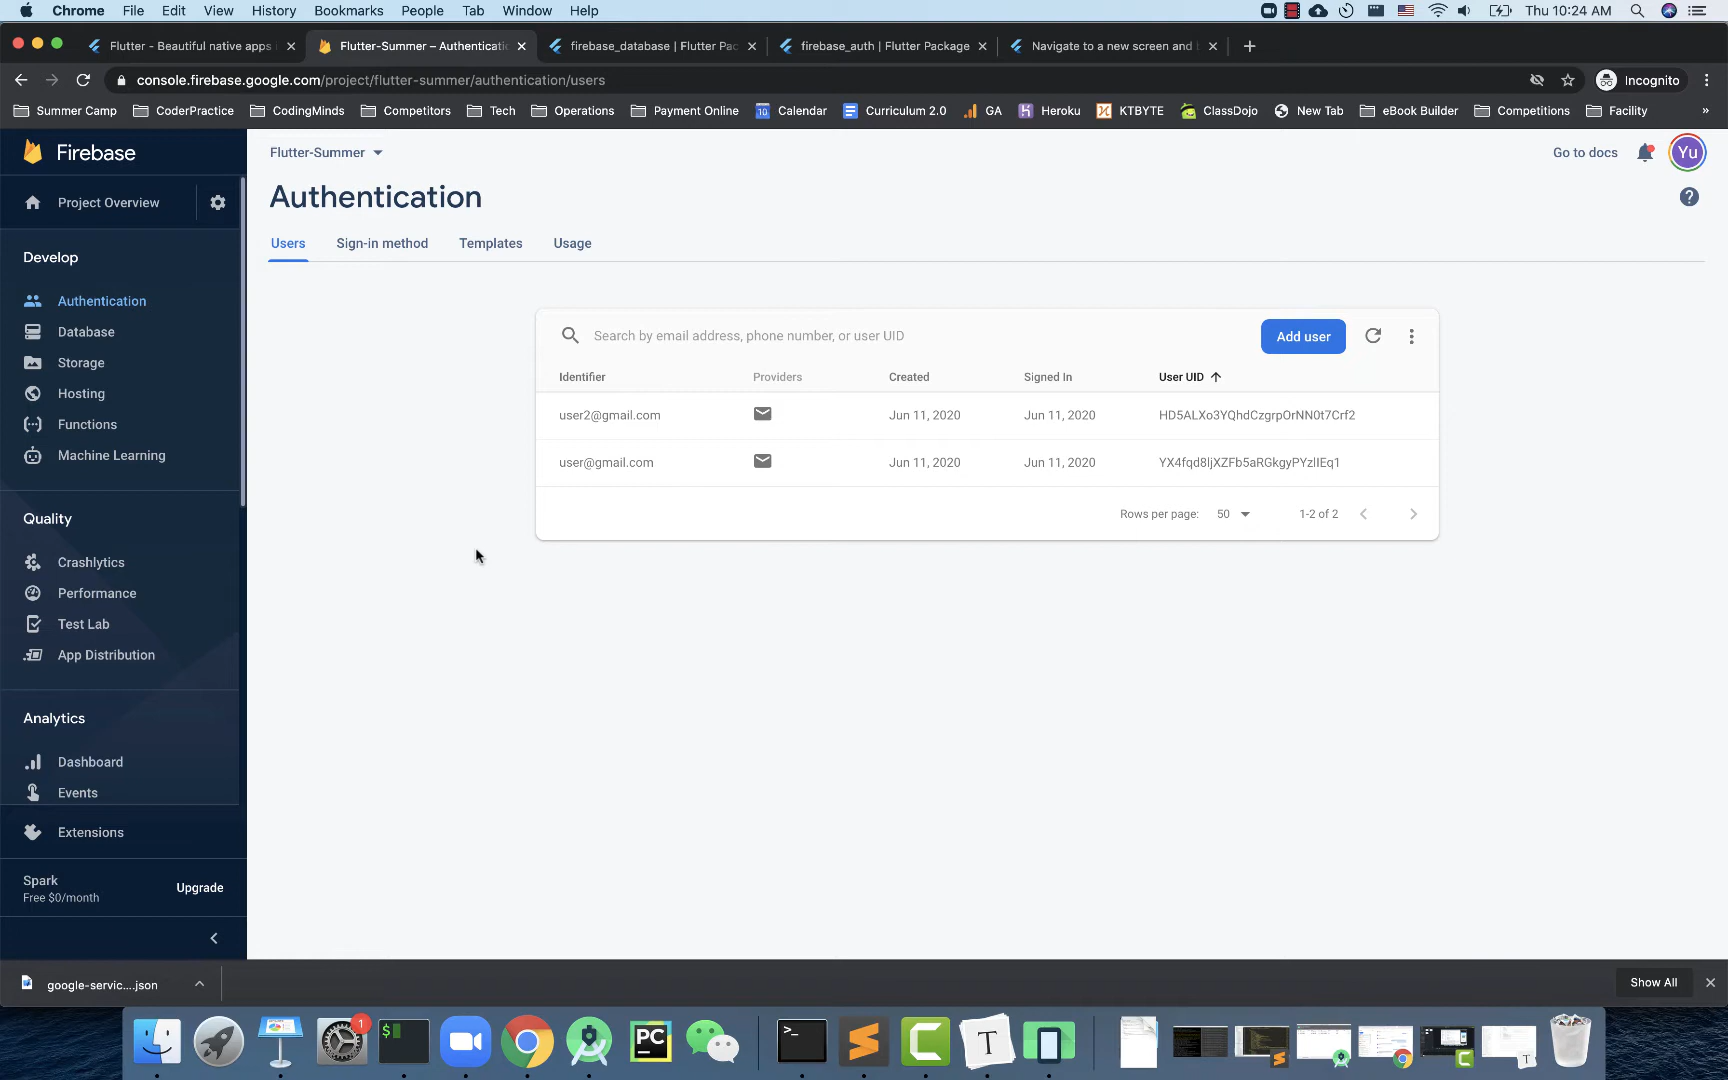 Chrome File Edit View History Bookmarks People Tab Window Help Thu 10:24 AM
Flutter - Beautiful native apps Flutter-Summer – Authenticatio firebase_database | Flutter Pac firebase_auth | Flutter Package Navigate to a new screen and
console.firebase.google.com/project/flutter-summer/authentication/users Incognito
Summer Camp CoderPractice CodingMinds Competitors Tech Operations Payment Online Calendar Curriculum 2.0 GA Heroku KTBYTE ClassDojo New Tab eBook Builder Competitions Facility »
Firebase
Flutter-Summer
Go to docs
Yu
Project Overview
Authentication
Users Sign-in method Templates Usage
Develop
Authentication
Database
Storage
Hosting
Functions
Machine Learning
Quality
Crashlytics
Performance
Test Lab
App Distribution
Analytics
Dashboard
Events
Extensions
Spark
Free $0/month
Upgrade
Search by email address, phone number, or user UID
Add user
Identifier Providers Created Signed In User UID
user2@gmail.com Jun 11, 2020 Jun 11, 2020 HD5ALXo3YQhdCzgrpOrNN0t7Crf2
user@gmail.com Jun 11, 2020 Jun 11, 2020 YX4fqd8ljXZFb5aRGkgyPYzlIEq1
Rows per page: 50 1-2 of 2
google-servic....json
Show All
1
$
PC
>_
T